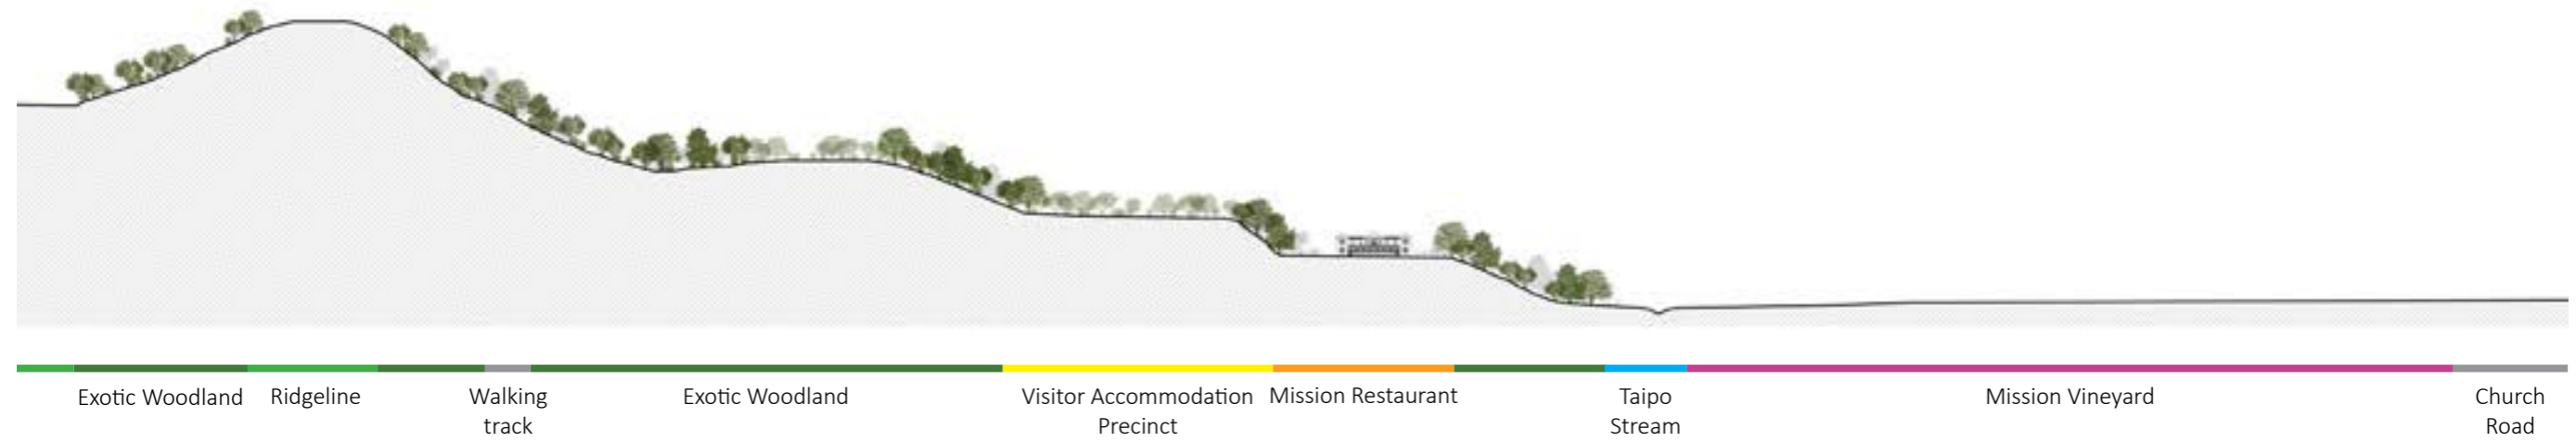 Exotic Woodland
Ridgeline
Walking
track
Exotic Woodland
Visitor Accommodation
Precinct
Mission Restaurant
Taipo
Stream
Mission Vineyard
Church
Road